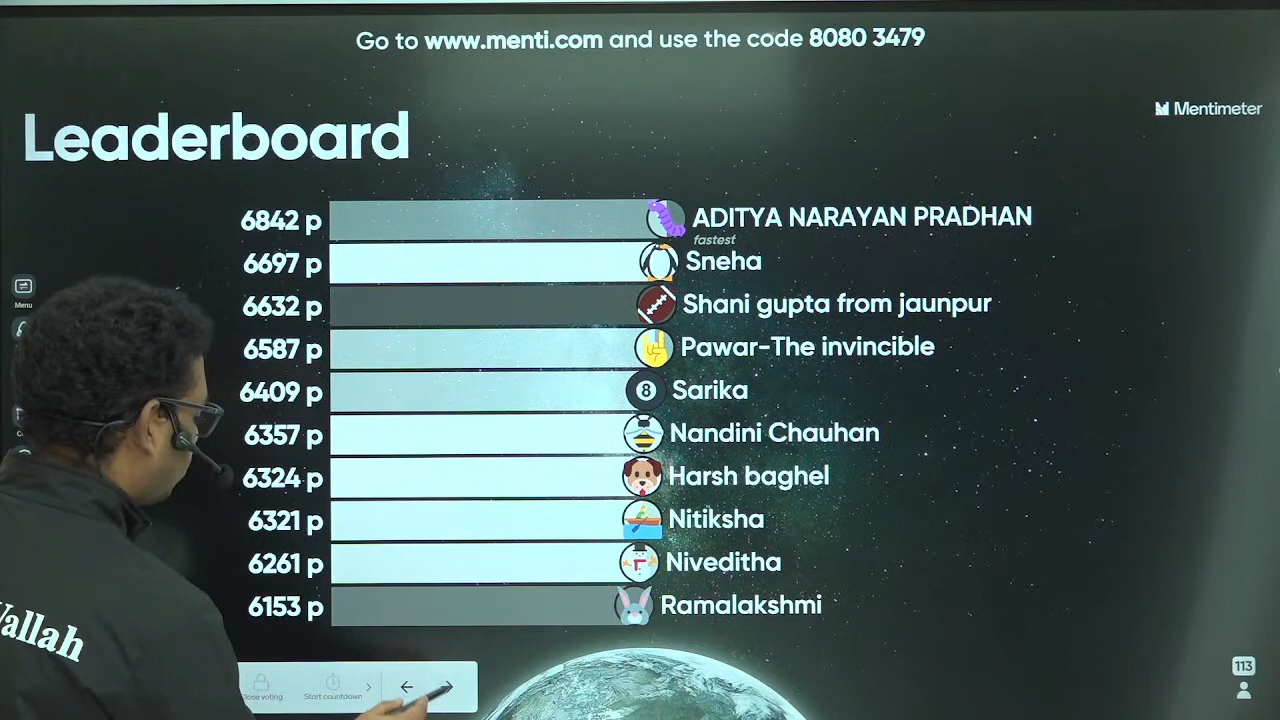 Go to www.menti.com and use the code 8080 3479
Mentimeter
Leaderboard
6842 p ADITYA NARAYAN PRADHAN
fastest
6697 p Sneha
6632 p Shani gupta from jaunpur
6587 p Pawar-The invincible
6409 p 8 Sarika
6357 p Nandini Chauhan
6324 p Harsh baghel
6321 p Nitiksha
6261 p Niveditha
6153 p Ramalakshmi
Menu
Wallah
Close voting Start countdown
113